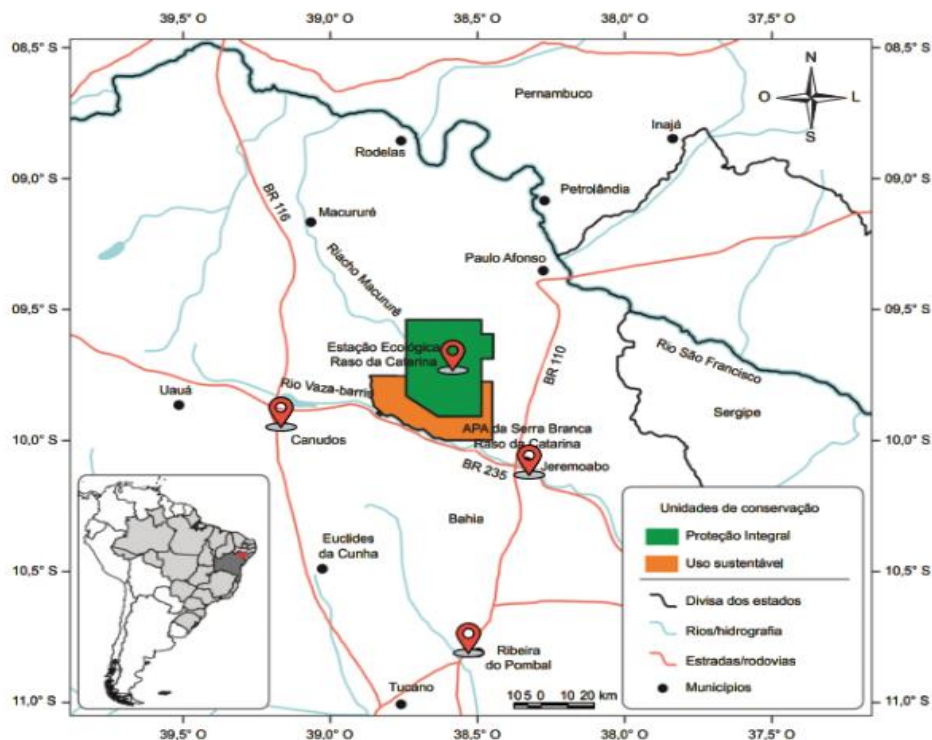 39,5° O 39,0° O 38,5° O 38,0° O 37,5° O
08,5° S
08,5° S
Pernambuco
N
O L
S
Inajá
Rodelas
09,0° S
09,0° S
BR 116
Petrolândia
Macururé
Paulo Afonso
Riacho Macururé
09,5° S
09,5° S
Estação Ecológica
Raso da Catarina
BR 110
Rio São Francisco
Uauá
Rio Vaza-barris
Sergipe
10,0° S
10,0° S
Canudos
APA da Serra Branca
Raso da Catarina
Jeremoabo
BR 235
Bahia
Unidades de conservação
Proteção Integral
Uso sustentável
Divisa dos estados
Rios/hidrografia
Estradas/rodovias
Municípios
Euclides
da Cunha
10,5° S
10,5° S
Ribeira
do Pombal
Tucano
10 5 0 10 20 km
11,0° S
11,0° S
39,5° O 39,0° O 38,5° O 38,0° O 37,5° O